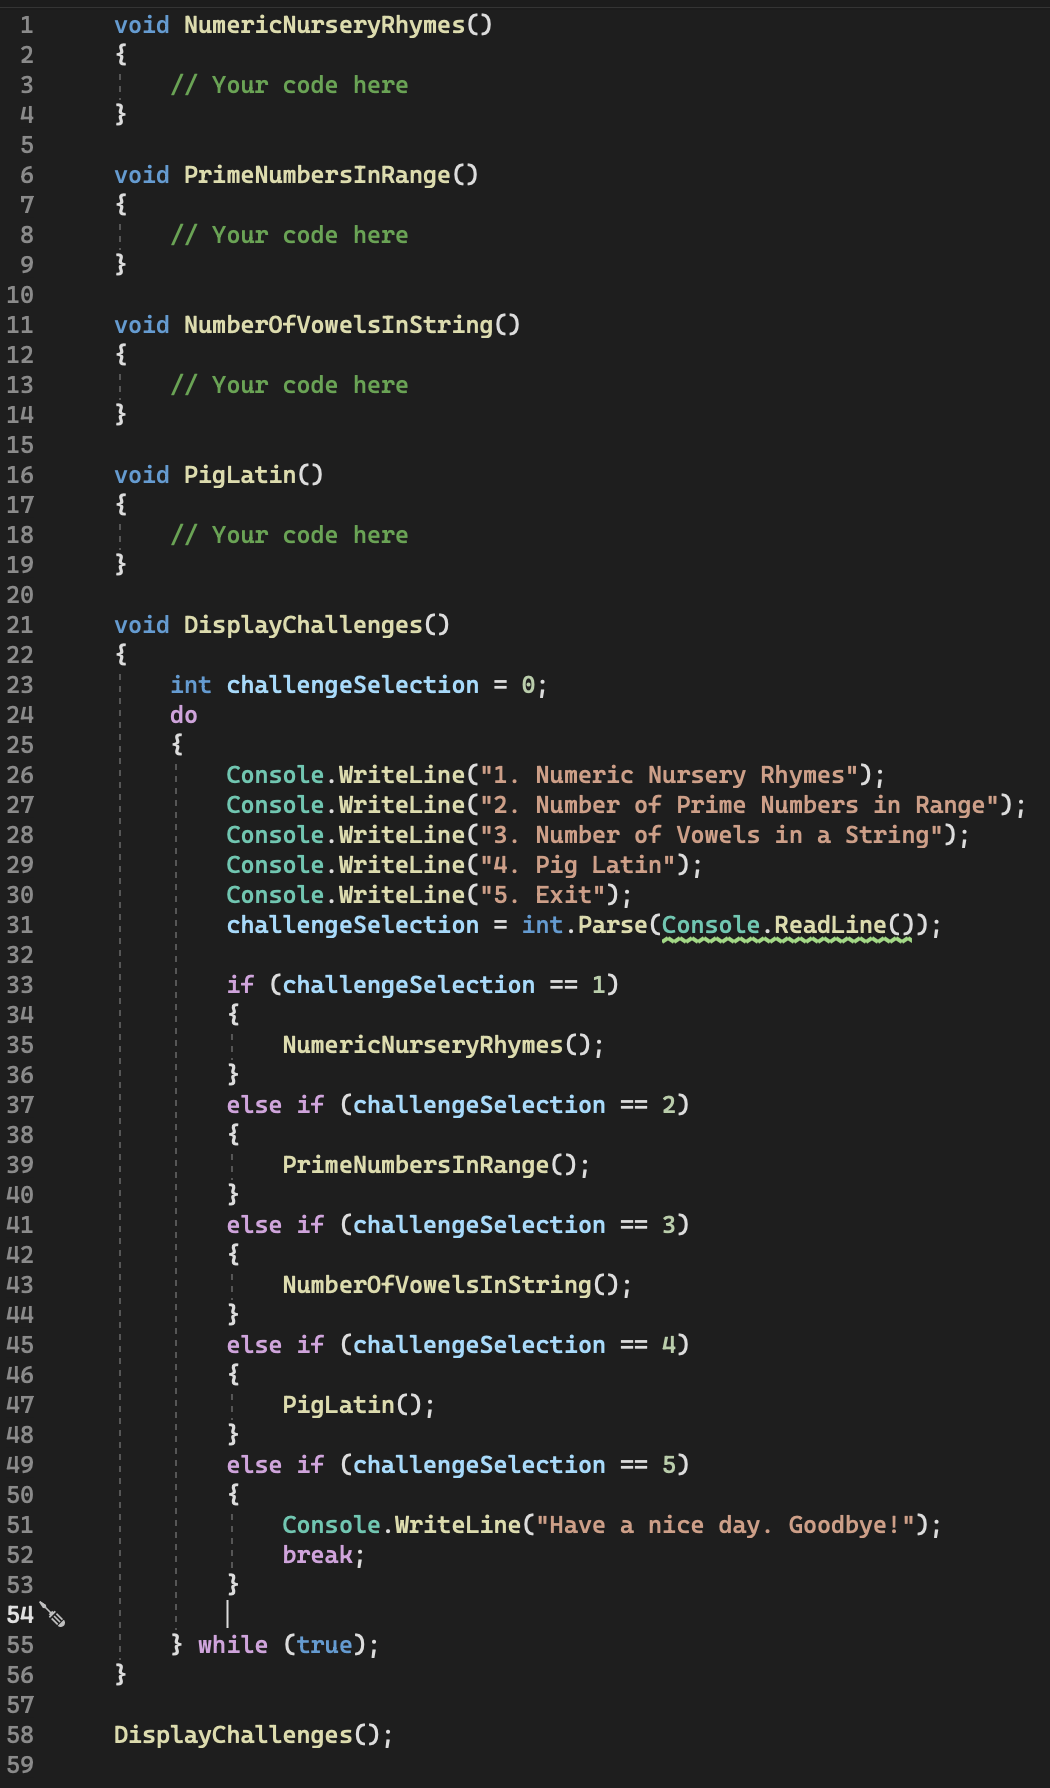 1 void NumericNurseryRhymes()
2 {
3 // Your code here
4 }
5
6 void PrimeNumbersInRange()
7 {
8 // Your code here
9 }
10
11 void NumberOfVowelsInString()
12 {
13 // Your code here
14 }
15
16 void PigLatin()
17 {
18 // Your code here
19 }
20
21 void DisplayChallenges()
22 {
23 int challengeSelection = 0;
24 do
25 {
26 Console.WriteLine("1. Numeric Nursery Rhymes");
27 Console.WriteLine("2. Number of Prime Numbers in Range");
28 Console.WriteLine("3. Number of Vowels in a String");
29 Console.WriteLine("4. Pig Latin");
30 Console.WriteLine("5. Exit");
31 challengeSelection = int.Parse(Console.ReadLine());
32
33 if (challengeSelection == 1)
34 {
35 NumericNurseryRhymes();
36 }
37 else if (challengeSelection == 2)
38 {
39 PrimeNumbersInRange();
40 }
41 else if (challengeSelection == 3)
42 {
43 NumberOfVowelsInString();
44 }
45 else if (challengeSelection == 4)
46 {
47 PigLatin();
48 }
49 else if (challengeSelection == 5)
50 {
51 Console.WriteLine("Have a nice day. Goodbye!");
52 break;
53 }
54
55 } while (true);
56 }
57
58 DisplayChallenges();
59